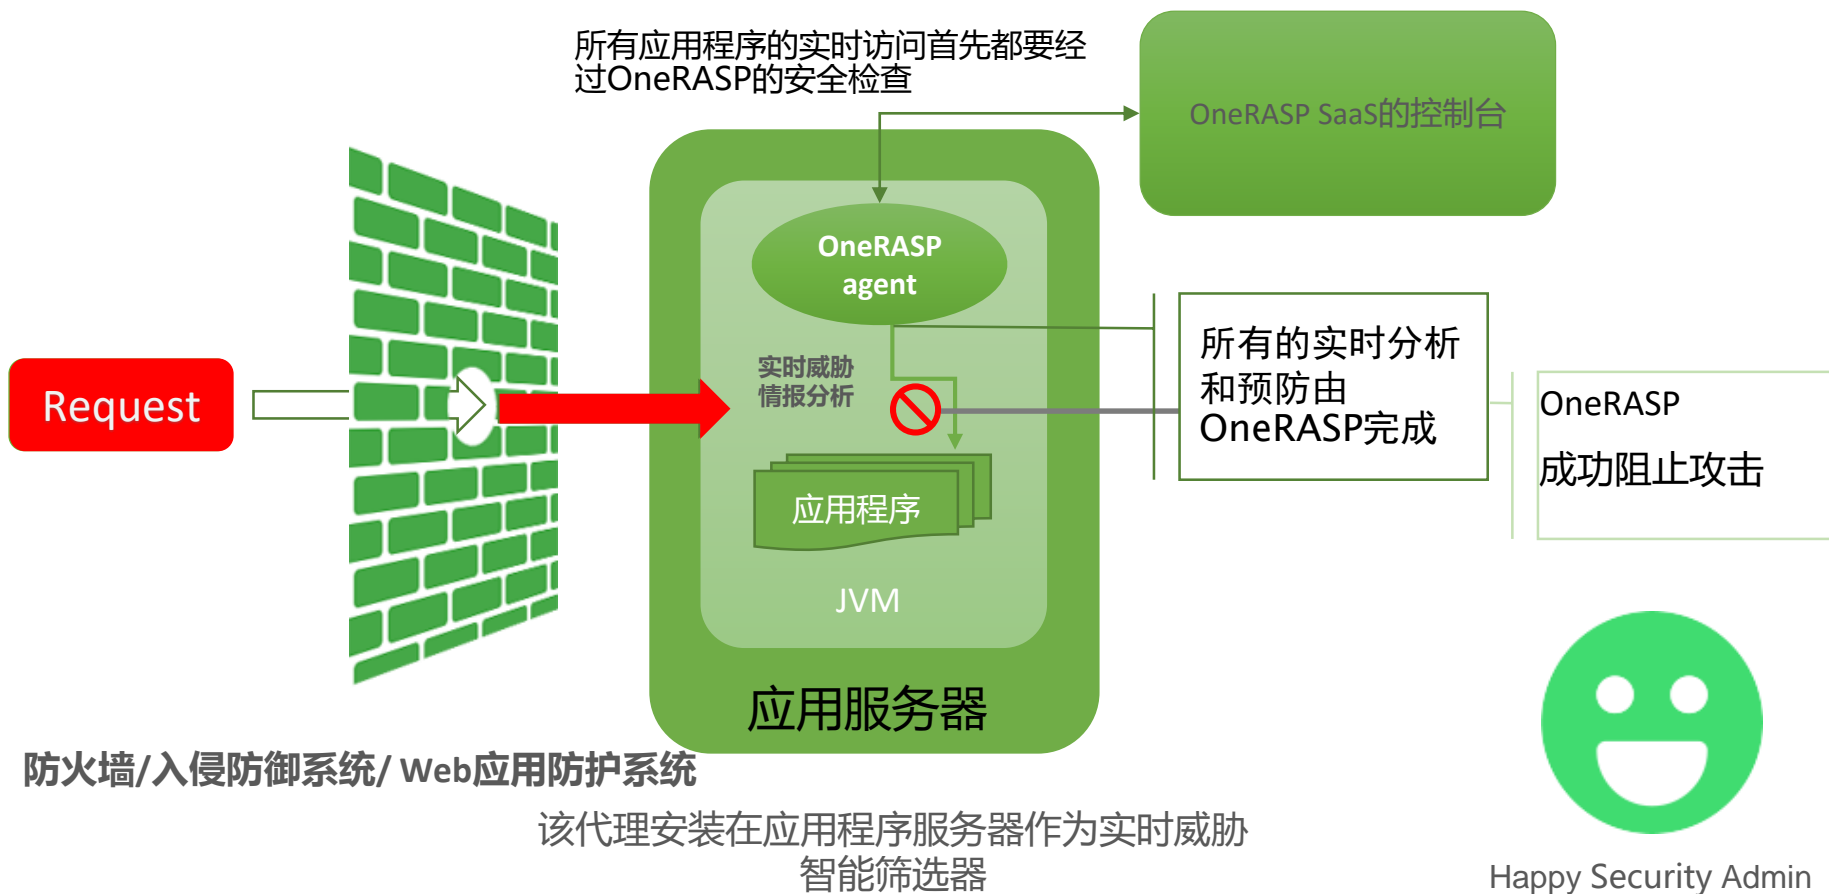 所有应用程序的实时访问首先都要经
过OneRASP的安全检查
OneRASP SaaS的控制台
OneRASP
agent
实时威胁
情报分析
Request
所有的实时分析
和预防由
OneRASP完成
OneRASP
成功阻止攻击
应用程序
JVM
应用服务器
防火墙/入侵防御系统/ Web应用防护系统
该代理安装在应用程序服务器作为实时威胁
智能筛选器
Happy Security Admin